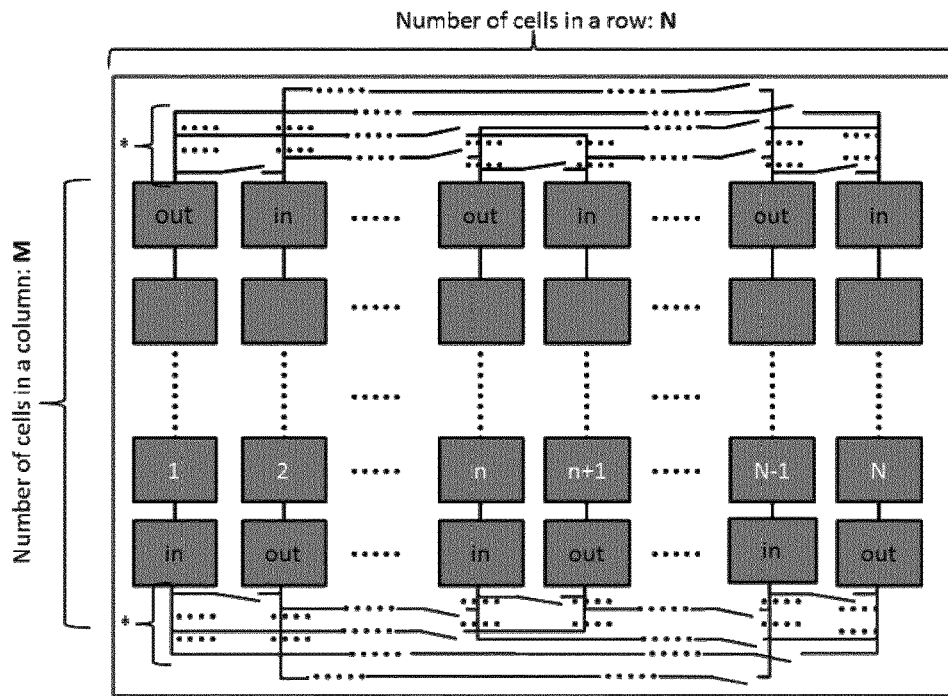 Number of cells in a row: N
*
out in out in out in
Number of cells in a column: M
1 2 n n+1 N-1 N
in out in out in out
*